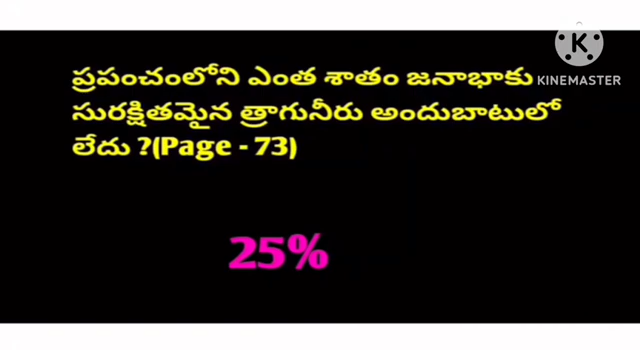 ప్రపంచంలోని ఎంత శాతం జనాభాకు
KINEMASTER
సురక్షితమైన త్రాగునీరు అందుబాటులో
లేదు ?(Page - 73)
25%